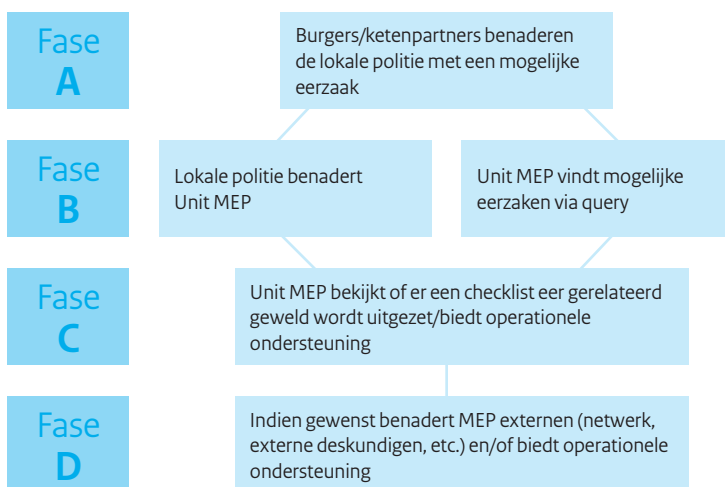 Fase
A
Burgers/ketenpartners benaderen
de lokale politie met een mogelijke
eerzaak
Fase
B
Lokale politie benadert
Unit MEP
Unit MEP vindt mogelijke
eerzaken via query
Fase
C
Unit MEP bekijkt of er een checklist eer gerelateerd
geweld wordt uitgezet/biedt operationele
ondersteuning
Fase
D
Indien gewenst benadert MEP externen (netwerk,
externe deskundigen, etc.) en/of biedt operationele
ondersteuning